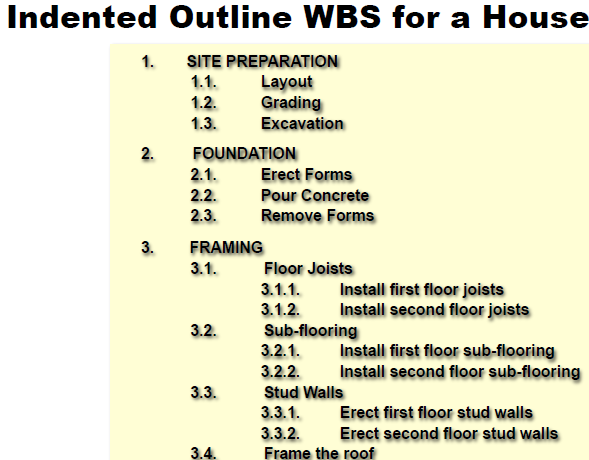 Indented Outline WBS for a House
1. SITE PREPARATION
1.1. Layout
1.2. Grading
1.3. Excavation
2. FOUNDATION
2.1. Erect Forms
2.2. Pour Concrete
2.3. Remove Forms
3. FRAMING
3.1. Floor Joists
3.1.1. Install first floor joists
3.1.2. Install second floor joists
3.2. Sub-flooring
3.2.1. Install first floor sub-flooring
3.2.2. Install second floor sub-flooring
3.3. Stud Walls
3.3.1. Erect first floor stud walls
3.3.2. Erect second floor stud walls
3.4. Frame the roof